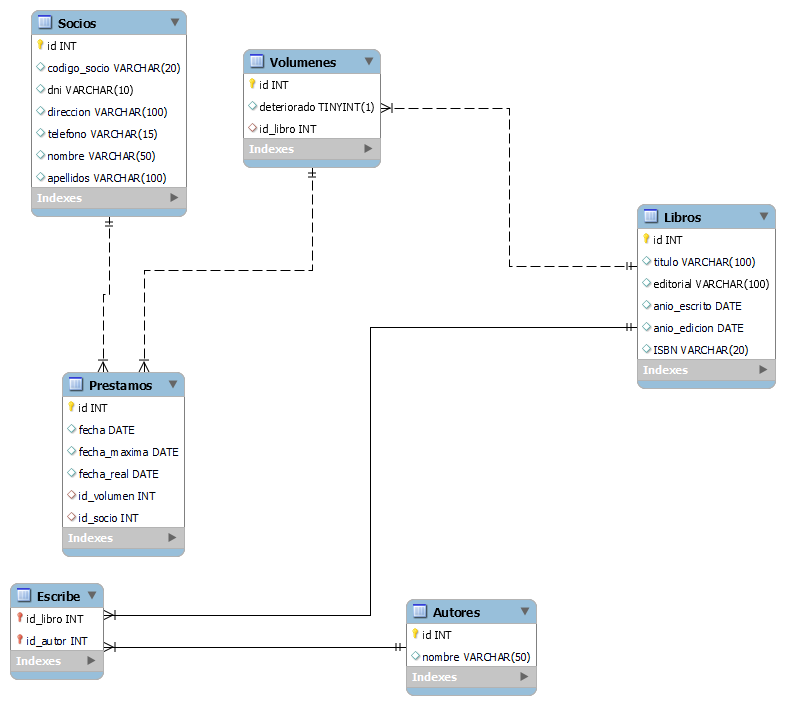 Socios
id INT
codigo_socio VARCHAR(20)
dni VARCHAR(10)
direccion VARCHAR(100)
telefono VARCHAR(15)
nombre VARCHAR(50)
apellidos VARCHAR(100)
Indexes
Volumenes
id INT
deteriorado TINYINT(1)
id_libro INT
Indexes
Libros
id INT
titulo VARCHAR(100)
editorial VARCHAR(100)
anio_escrito DATE
anio_edicion DATE
ISBN VARCHAR(20)
Indexes
Prestamos
id INT
fecha DATE
fecha_maxima DATE
fecha_real DATE
id_volumen INT
id_socio INT
Indexes
Escribe
id_libro INT
id_autor INT
Indexes
Autores
id INT
nombre VARCHAR(50)
Indexes